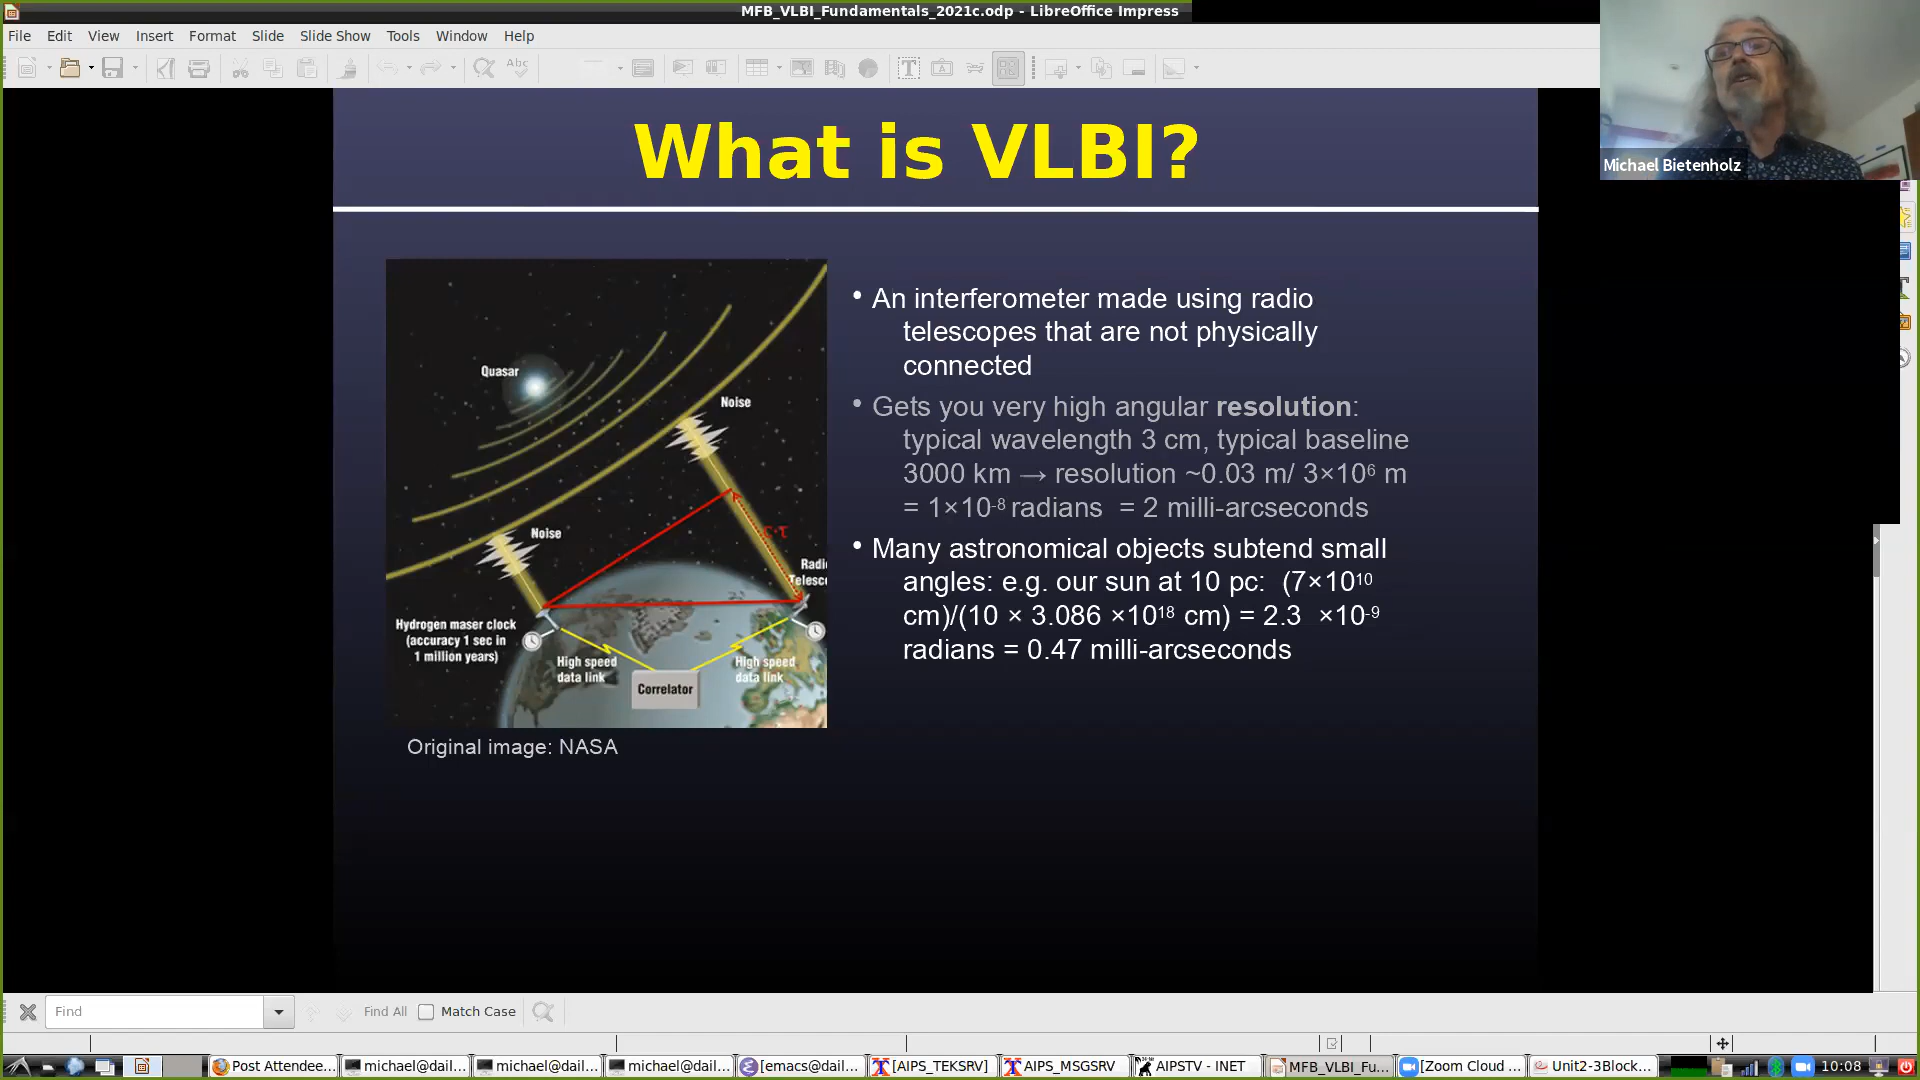 MFB_VLBI_Fundamentals_2021c.odp - LibreOffice Impress
File Edit View Insert Format Slide Slide Show Tools Window Help
Michael Bietenholz
What is VLBI?
Quasar
Noise
Noise
c·τ
Radi
Telesc
Hydrogen maser clock
(accuracy 1 sec in
1 million years)
High speed
data link
High speed
data link
Correlator
Original image: NASA
• An interferometer made using radio
telescopes that are not physically
connected
• Gets you very high angular resolution:
typical wavelength 3 cm, typical baseline
3000 km → resolution ~0.03 m/ 3×10⁶ m
= 1×10⁻⁸ radians = 2 milli-arcseconds
• Many astronomical objects subtend small
angles: e.g. our sun at 10 pc: (7×10¹⁰
cm)/(10 × 3.086 ×10¹⁸ cm) = 2.3 ×10⁻⁹
radians = 0.47 milli-arcseconds
Find Find All Match Case
Post Attendee... michael@dail... michael@dail... michael@dail... [emacs@dail... [AIPS_TEKSRV] AIPS_MSGSRV AIPSTV - INET MFB_VLBI_Fu... [Zoom Cloud ... Unit2-3Block... 10:08